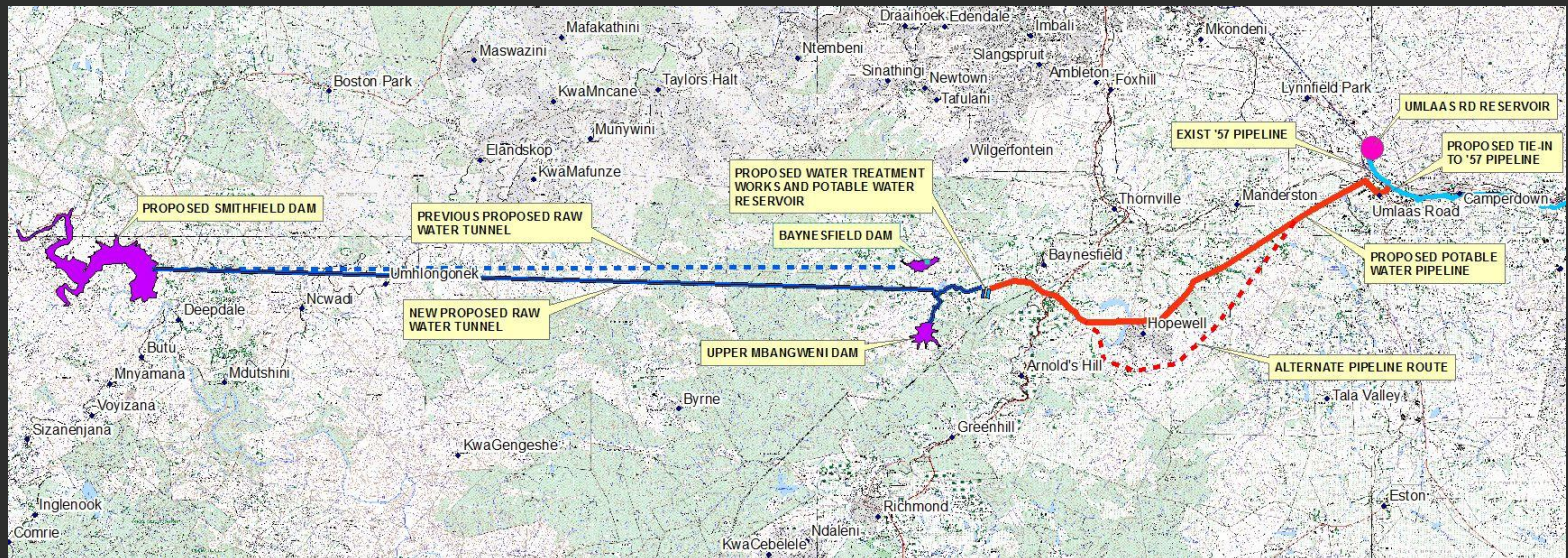 Draaihoek
Edendale
Mafakathini
Imbali
Mkondeni
Maswazini
Ntembeni
Slangspruit
Boston Park
Taylors Halt
Sinathingi
Newtown
Ambleton
Foxhill
KwaMncane
Tafulani
Lynnfield Park
UMLAAS RD RESERVOIR
Munywini
EXIST '57 PIPELINE
PROPOSED TIE-IN
TO '57 PIPELINE
Elandskop
Wilgerfontein
KwaMafunze
PROPOSED WATER TREATMENT
WORKS AND POTABLE WATER
RESERVOIR
Thornville
Manderston
Camperdown
PROPOSED SMITHFIELD DAM
PREVIOUS PROPOSED RAW
WATER TUNNEL
Umlaas Road
BAYNESFIELD DAM
Baynesfield
PROPOSED POTABLE
WATER PIPELINE
Umhlongonek
Ncwadi
NEW PROPOSED RAW
WATER TUNNEL
Deepdale
Hopewell
Butu
UPPER MBANGWENI DAM
Arnold's Hill
ALTERNATE PIPELINE ROUTE
Mnyamana
Mdutshini
Byrne
Tala Valley
Voyizana
Sizanenjana
Greenhill
KwaGengeshe
Inglenook
Richmond
Eston
Comrie
Ndaleni
KwaCebelele